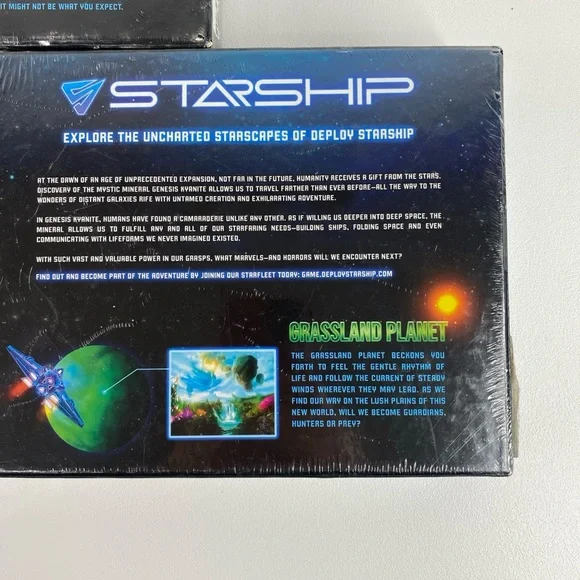 IT MIGHT NOT BE WHAT YOU EXPECT.
STARSHIP
EXPLORE THE UNCHARTED STARSCAPES OF DEPLOY STARSHIP
AT THE DAWN OF AN AGE OF UNPRECEDENTED EXPANSION, NOT FAR IN THE FUTURE, HUMANITY RECEIVES A GIFT FROM THE STARS.
DISCOVERY OF THE MYSTIC MINERAL GENESIS KYANITE ALLOWS US TO TRAVEL FARTHER THAN EVER BEFORE—ALL THE WAY TO THE
WONDERS OF DISTANT GALAXIES RIFE WITH UNTAMED CREATION AND EXHILARATING ADVENTURE.
IN GENESIS KYANITE, HUMANS HAVE FOUND A CAMARADERIE UNLIKE ANY OTHER. AS IF WILLING US DEEPER INTO DEEP SPACE, THE
MINERAL ALLOWS US TO FULFILL ANY AND ALL OF OUR STARFARING NEEDS—BUILDING SHIPS, FOLDING SPACE AND EVEN
COMMUNICATING WITH LIFEFORMS WE NEVER IMAGINED EXISTED.
WITH SUCH VAST AND VALUABLE POWER IN OUR GRASPS, WHAT MARVELS—AND HORRORS WILL WE ENCOUNTER NEXT?
FIND OUT AND BECOME PART OF THE ADVENTURE BY JOINING OUR STARFLEET TODAY: GAME.DEPLOYSTARSHIP.COM
GRASSLAND PLANET
THE GRASSLAND PLANET BECKONS YOU
FORTH TO FEEL THE GENTLE RHYTHM OF
LIFE AND FOLLOW THE CURRENT OF STEADY
WINDS WHEREVER THEY MAY LEAD. AS WE
FIND OUR WAY ON THE LUSH PLAINS OF THIS
NEW WORLD, WILL WE BECOME GUARDIANS,
HUNTERS OR PREY?